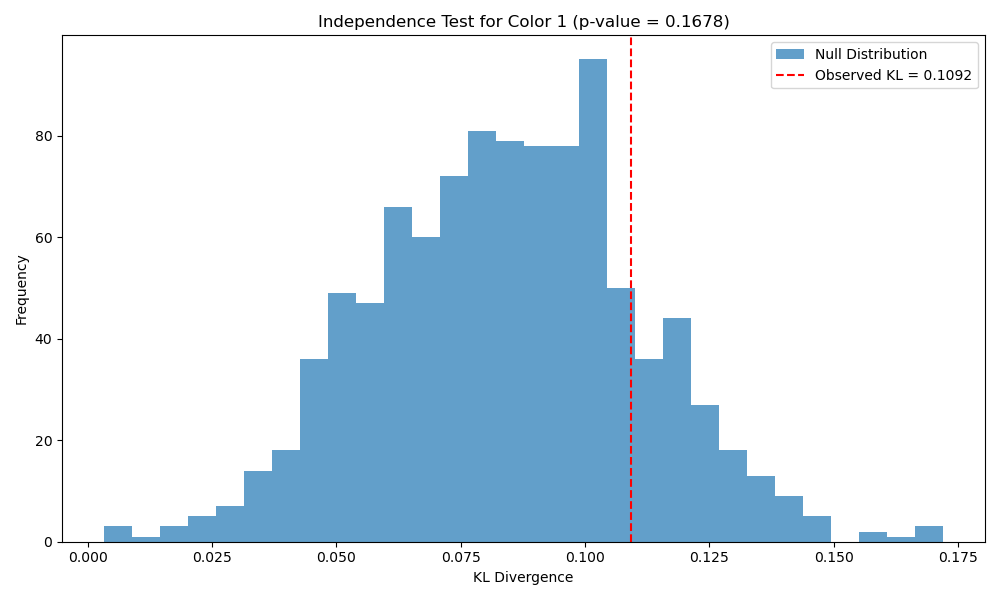 Independence Test for Color 1 (p-value = 0.1678)
Null Distribution
Observed KL = 0.1092
Frequency
80
60
40
20
0
0.000 0.025 0.050 0.075 0.100 0.125 0.150 0.175
KL Divergence